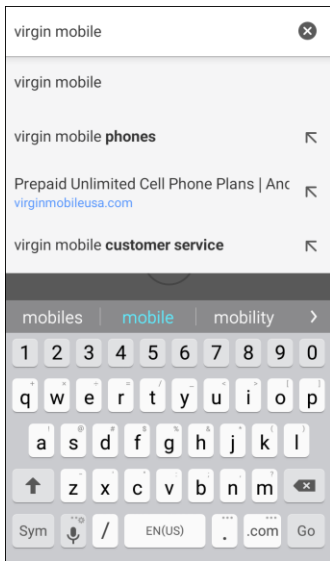 virgin mobile
virgin mobile
virgin mobile phones
Prepaid Unlimited Cell Phone Plans | Anc
virginmobileusa.com
virgin mobile customer service
mobiles mobile mobility
1 2 3 4 5 6 7 8 9 0
q w e r t y u i o p
a s d f g h j k l
z x c v b n m
Sym / EN(US) . .com Go